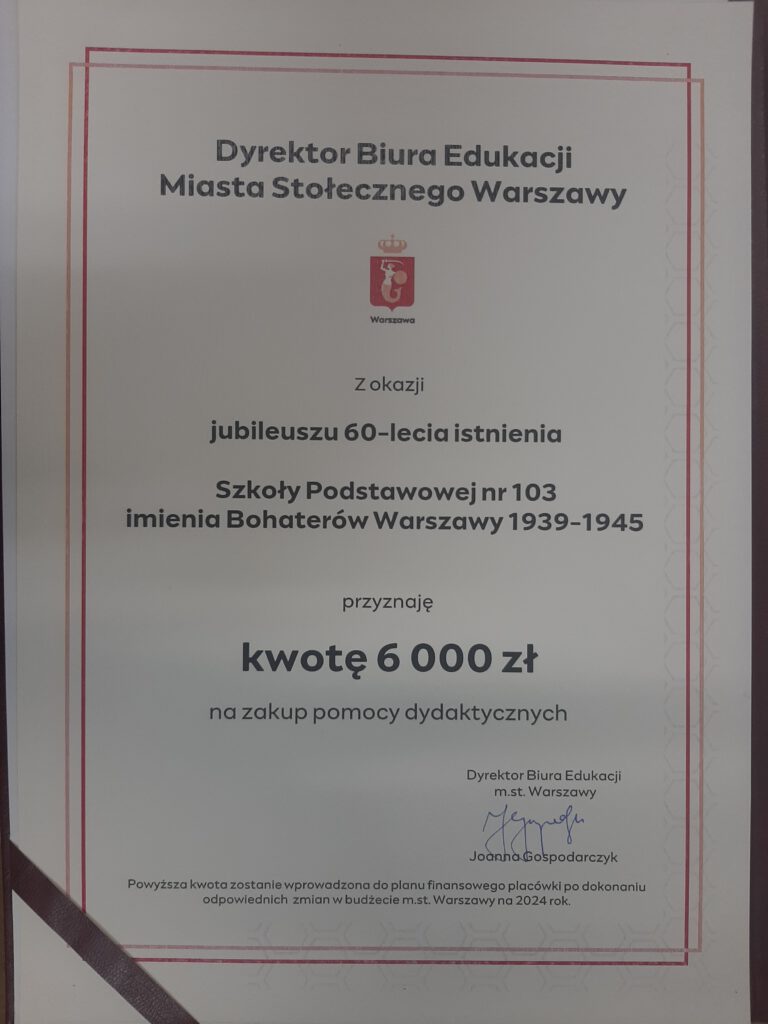 Dyrektor Biura Edukacji
Miasta Stołecznego Warszawy
Warszawa
Z okazji
jubileuszu 60-lecia istnienia
Szkoły Podstawowej nr 103
imienia Bohaterów Warszawy 1939-1945
przyznaję
kwotę 6 000 zł
na zakup pomocy dydaktycznych
Dyrektor Biura Edukacji
m.st. Warszawy
Joanna Gospodarczyk
Powyższa kwota zostanie wprowadzona do planu finansowego placówki po dokonaniu
odpowiednich zmian w budżecie m.st. Warszawy na 2024 rok.